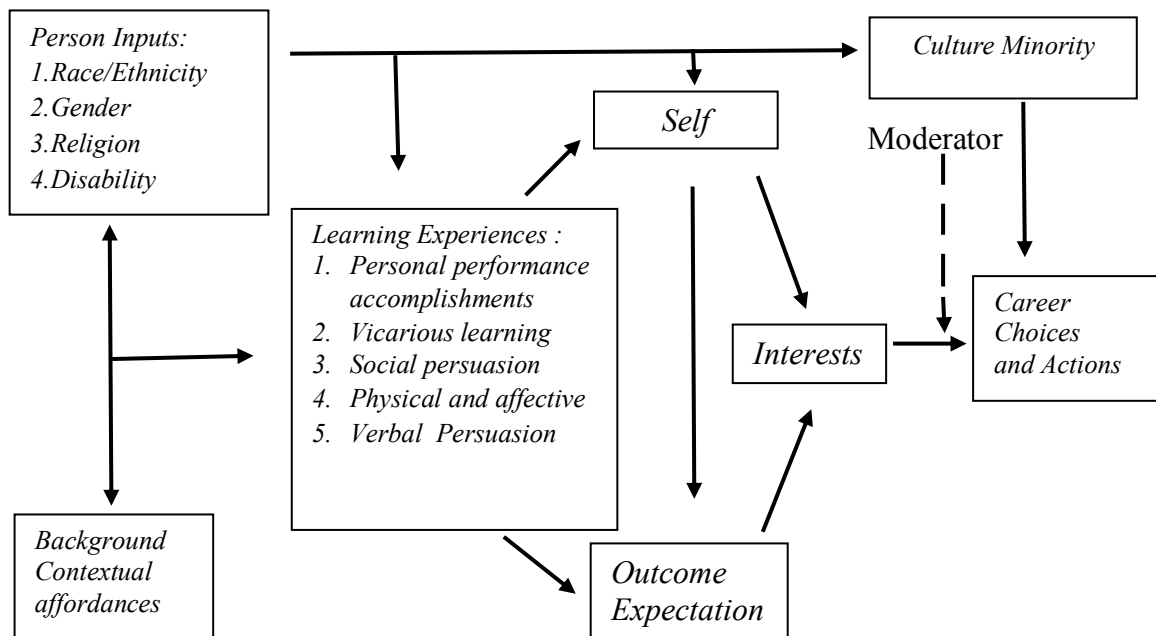 Person Inputs:
1.Race/Ethnicity
2.Gender
3.Religion
4.Disability
Culture Minority
Self
Moderator
Learning Experiences :
1. Personal performance
accomplishments
2. Vicarious learning
3. Social persuasion
4. Physical and affective
5. Verbal Persuasion
Interests
Career
Choices
and Actions
Background
Contextual
affordances
Outcome
Expectation